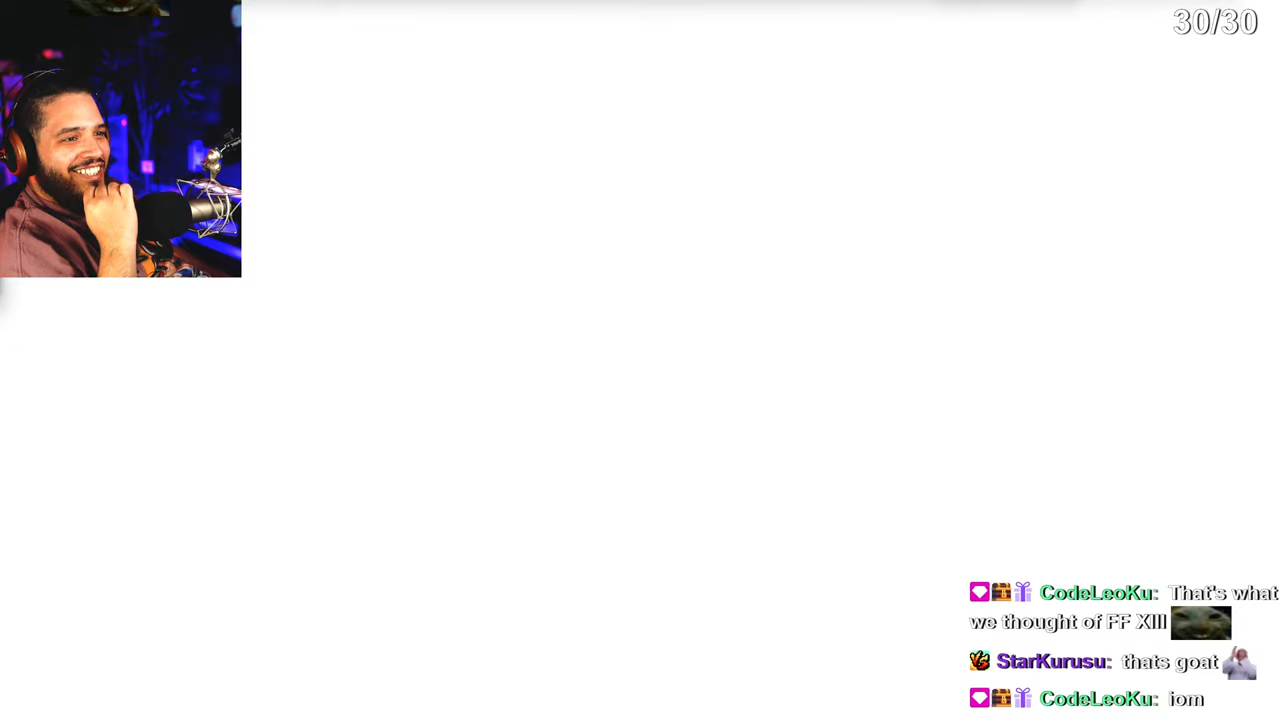 30/30
CodeLeoKu: That's what
we thought of FF XIII
StarKurusu: thats goat
CodeLeoKu: iom